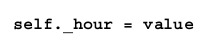 self._hour = value